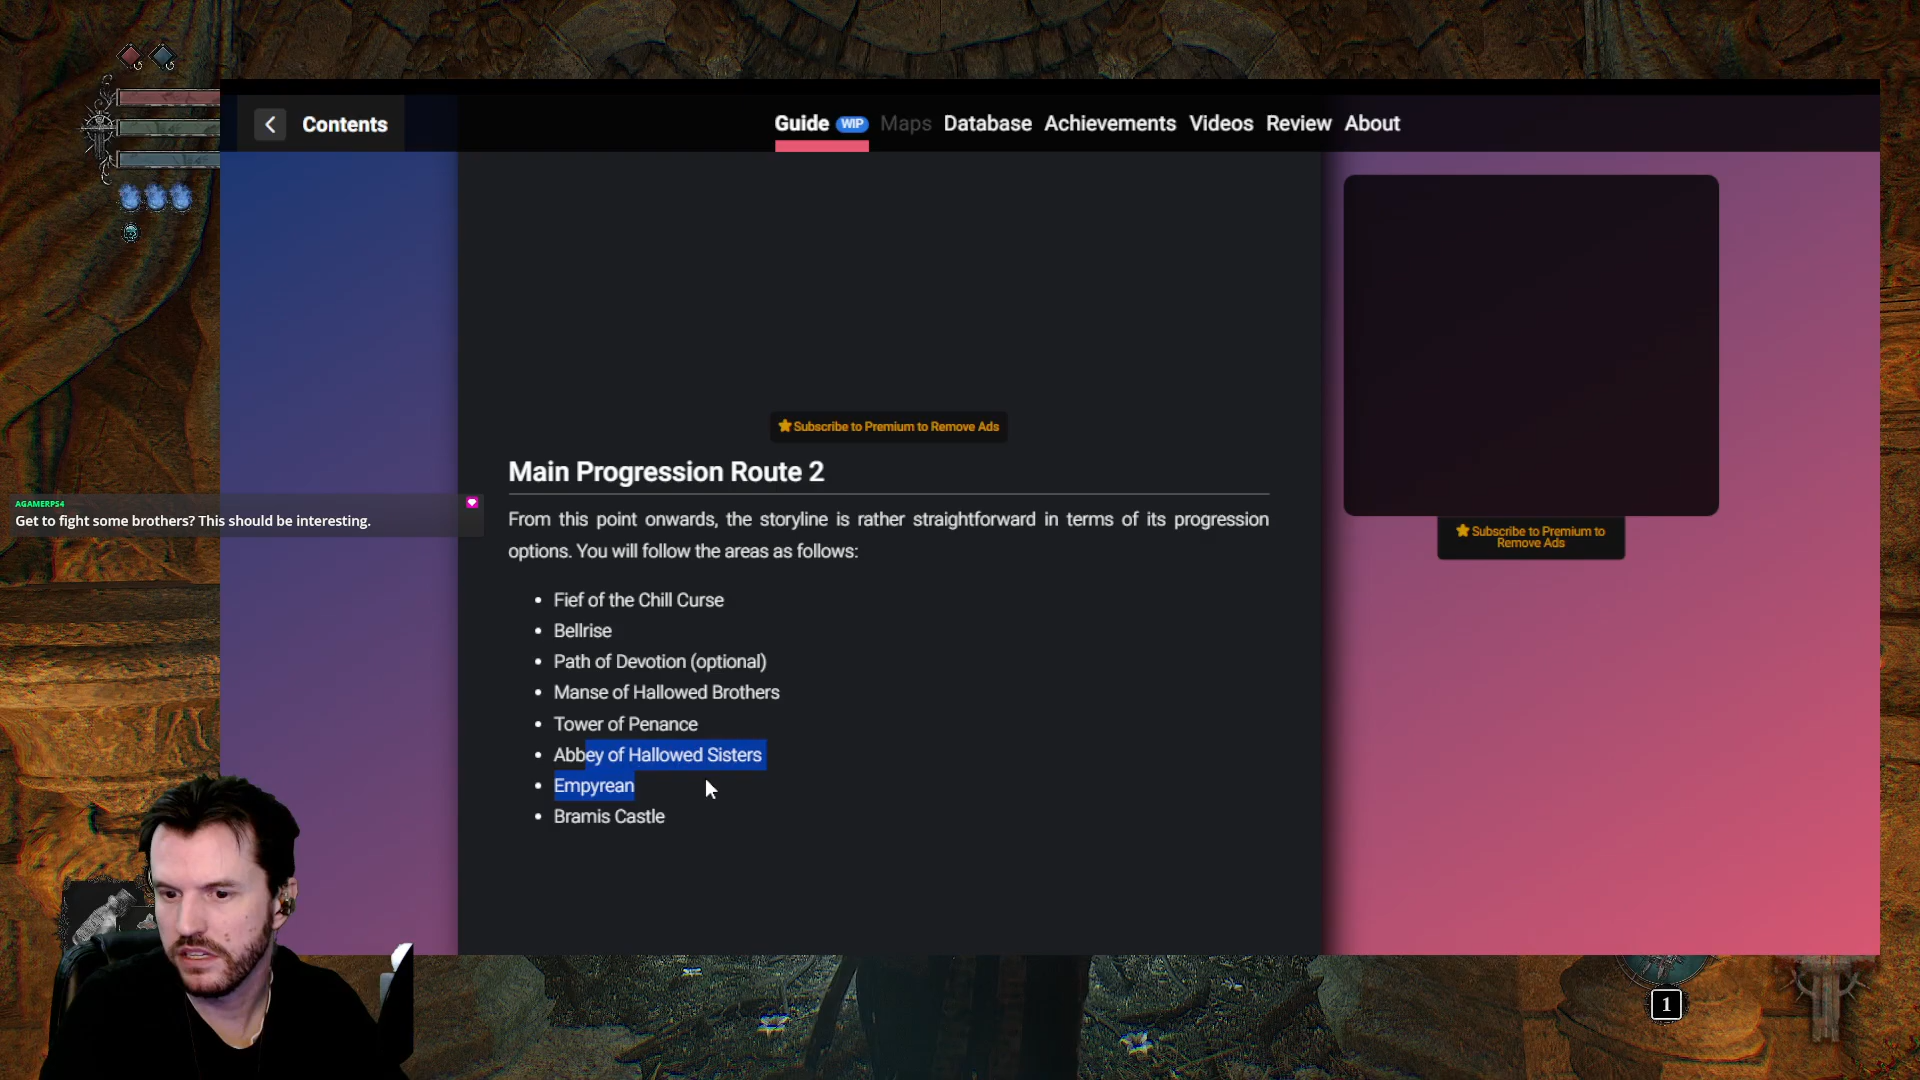 Contents
Guide WIP Maps Database Achievements Videos Review About
Subscribe to Premium to Remove Ads
Main Progression Route 2
From this point onwards, the storyline is rather straightforward in terms of its progression
options. You will follow the areas as follows:
Fief of the Chill Curse
Bellrise
Path of Devotion (optional)
Manse of Hallowed Brothers
Tower of Penance
Abbey of Hallowed Sisters
Empyrean
Bramis Castle
Subscribe to Premium to
Remove Ads
AGAMERPS4
Get to fight some brothers? This should be interesting.
1